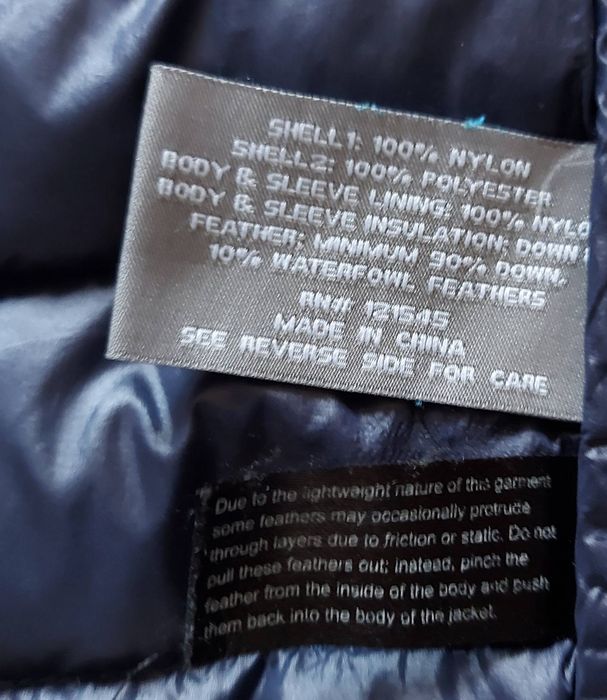 SHELL1: 100% NYLON
SHELL2: 100% POLYESTER
BODY & SLEEVE LINING: 100% NYLO
BODY & SLEEVE INSULATION: DOWN
FEATHER: MINIMUM 90% DOWN,
10% WATERFOWL FEATHERS
RN# 121545
MADE IN CHINA
SEE REVERSE SIDE FOR CARE
Due to the lightweight nature of this garment
some feathers may occasionally protrude
through layers due to friction or static. Do not
pull these feathers out; instead, pinch the
feather from the inside of the body and push
them back into the body of the jacket.